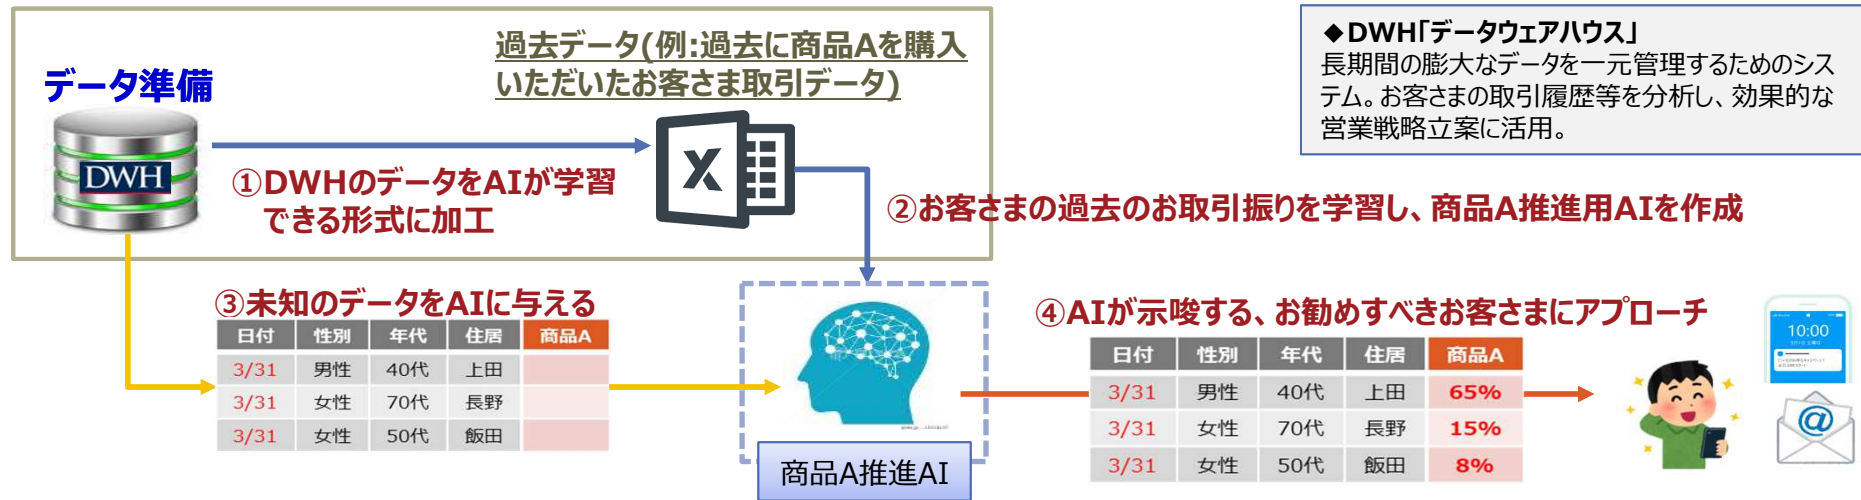 データ準備
DWH
過去データ(例:過去に商品Aを購入
いただいたお客さま取引データ)
①DWHのデータをAIが学習
できる形式に加工
X
◆DWH「データウェアハウス」
長期間の膨大なデータを一元管理するためのシス
テム。お客さまの取引履歴等を分析し、効果的な
営業戦略立案に活用。
②お客さまの過去のお取引振りを学習し、商品A推進用AIを作成
③未知のデータをAIに与える
日付 性別 年代 住居 商品A
3/31 男性 40代 上田
3/31 女性 70代 長野
3/31 女性 50代 飯田
商品A推進AI
④AIが示唆する、お勧めすべきお客さまにアプローチ
日付 性別 年代 住居 商品A
3/31 男性 40代 上田 65%
3/31 女性 70代 長野 15%
3/31 女性 50代 飯田 8%
10:00
@